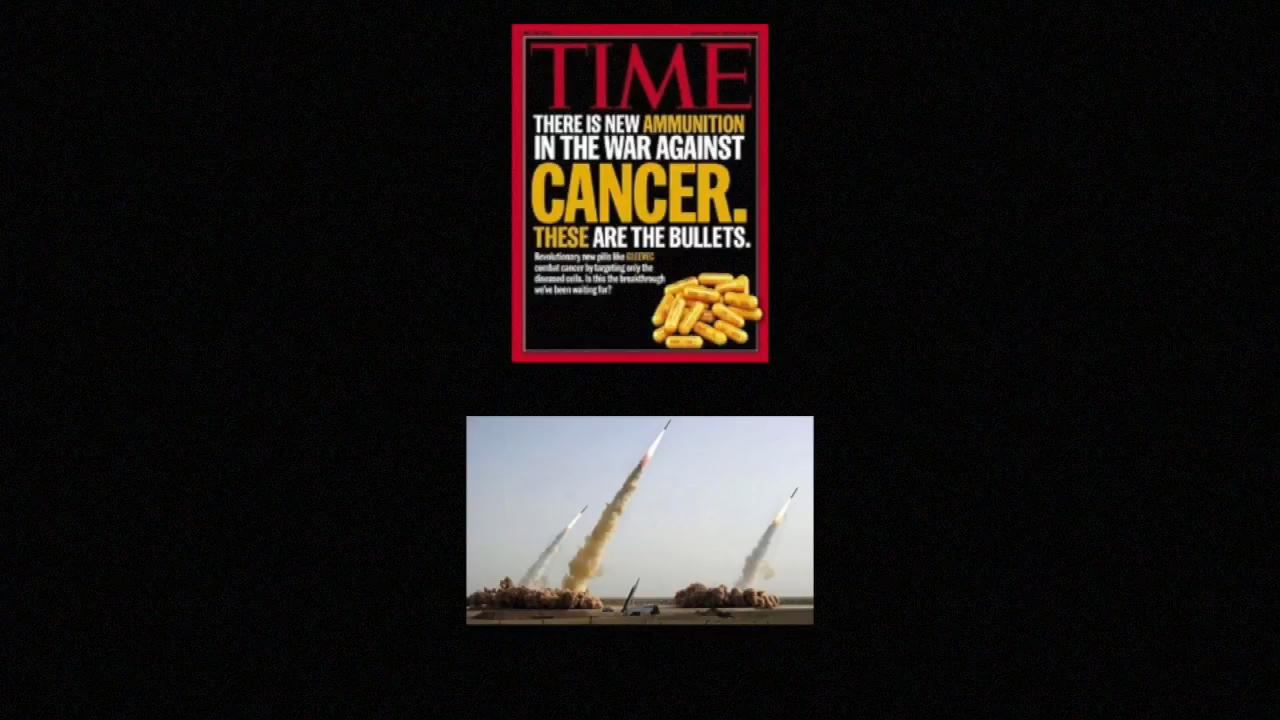 TIME
THERE IS NEW AMMUNITION
IN THE WAR AGAINST
CANCER.
THESE ARE THE BULLETS.
Revolutionary new pills like GLEEVEC
combat cancer by targeting only the
diseased cells. Is this the breakthrough
we've been waiting for?